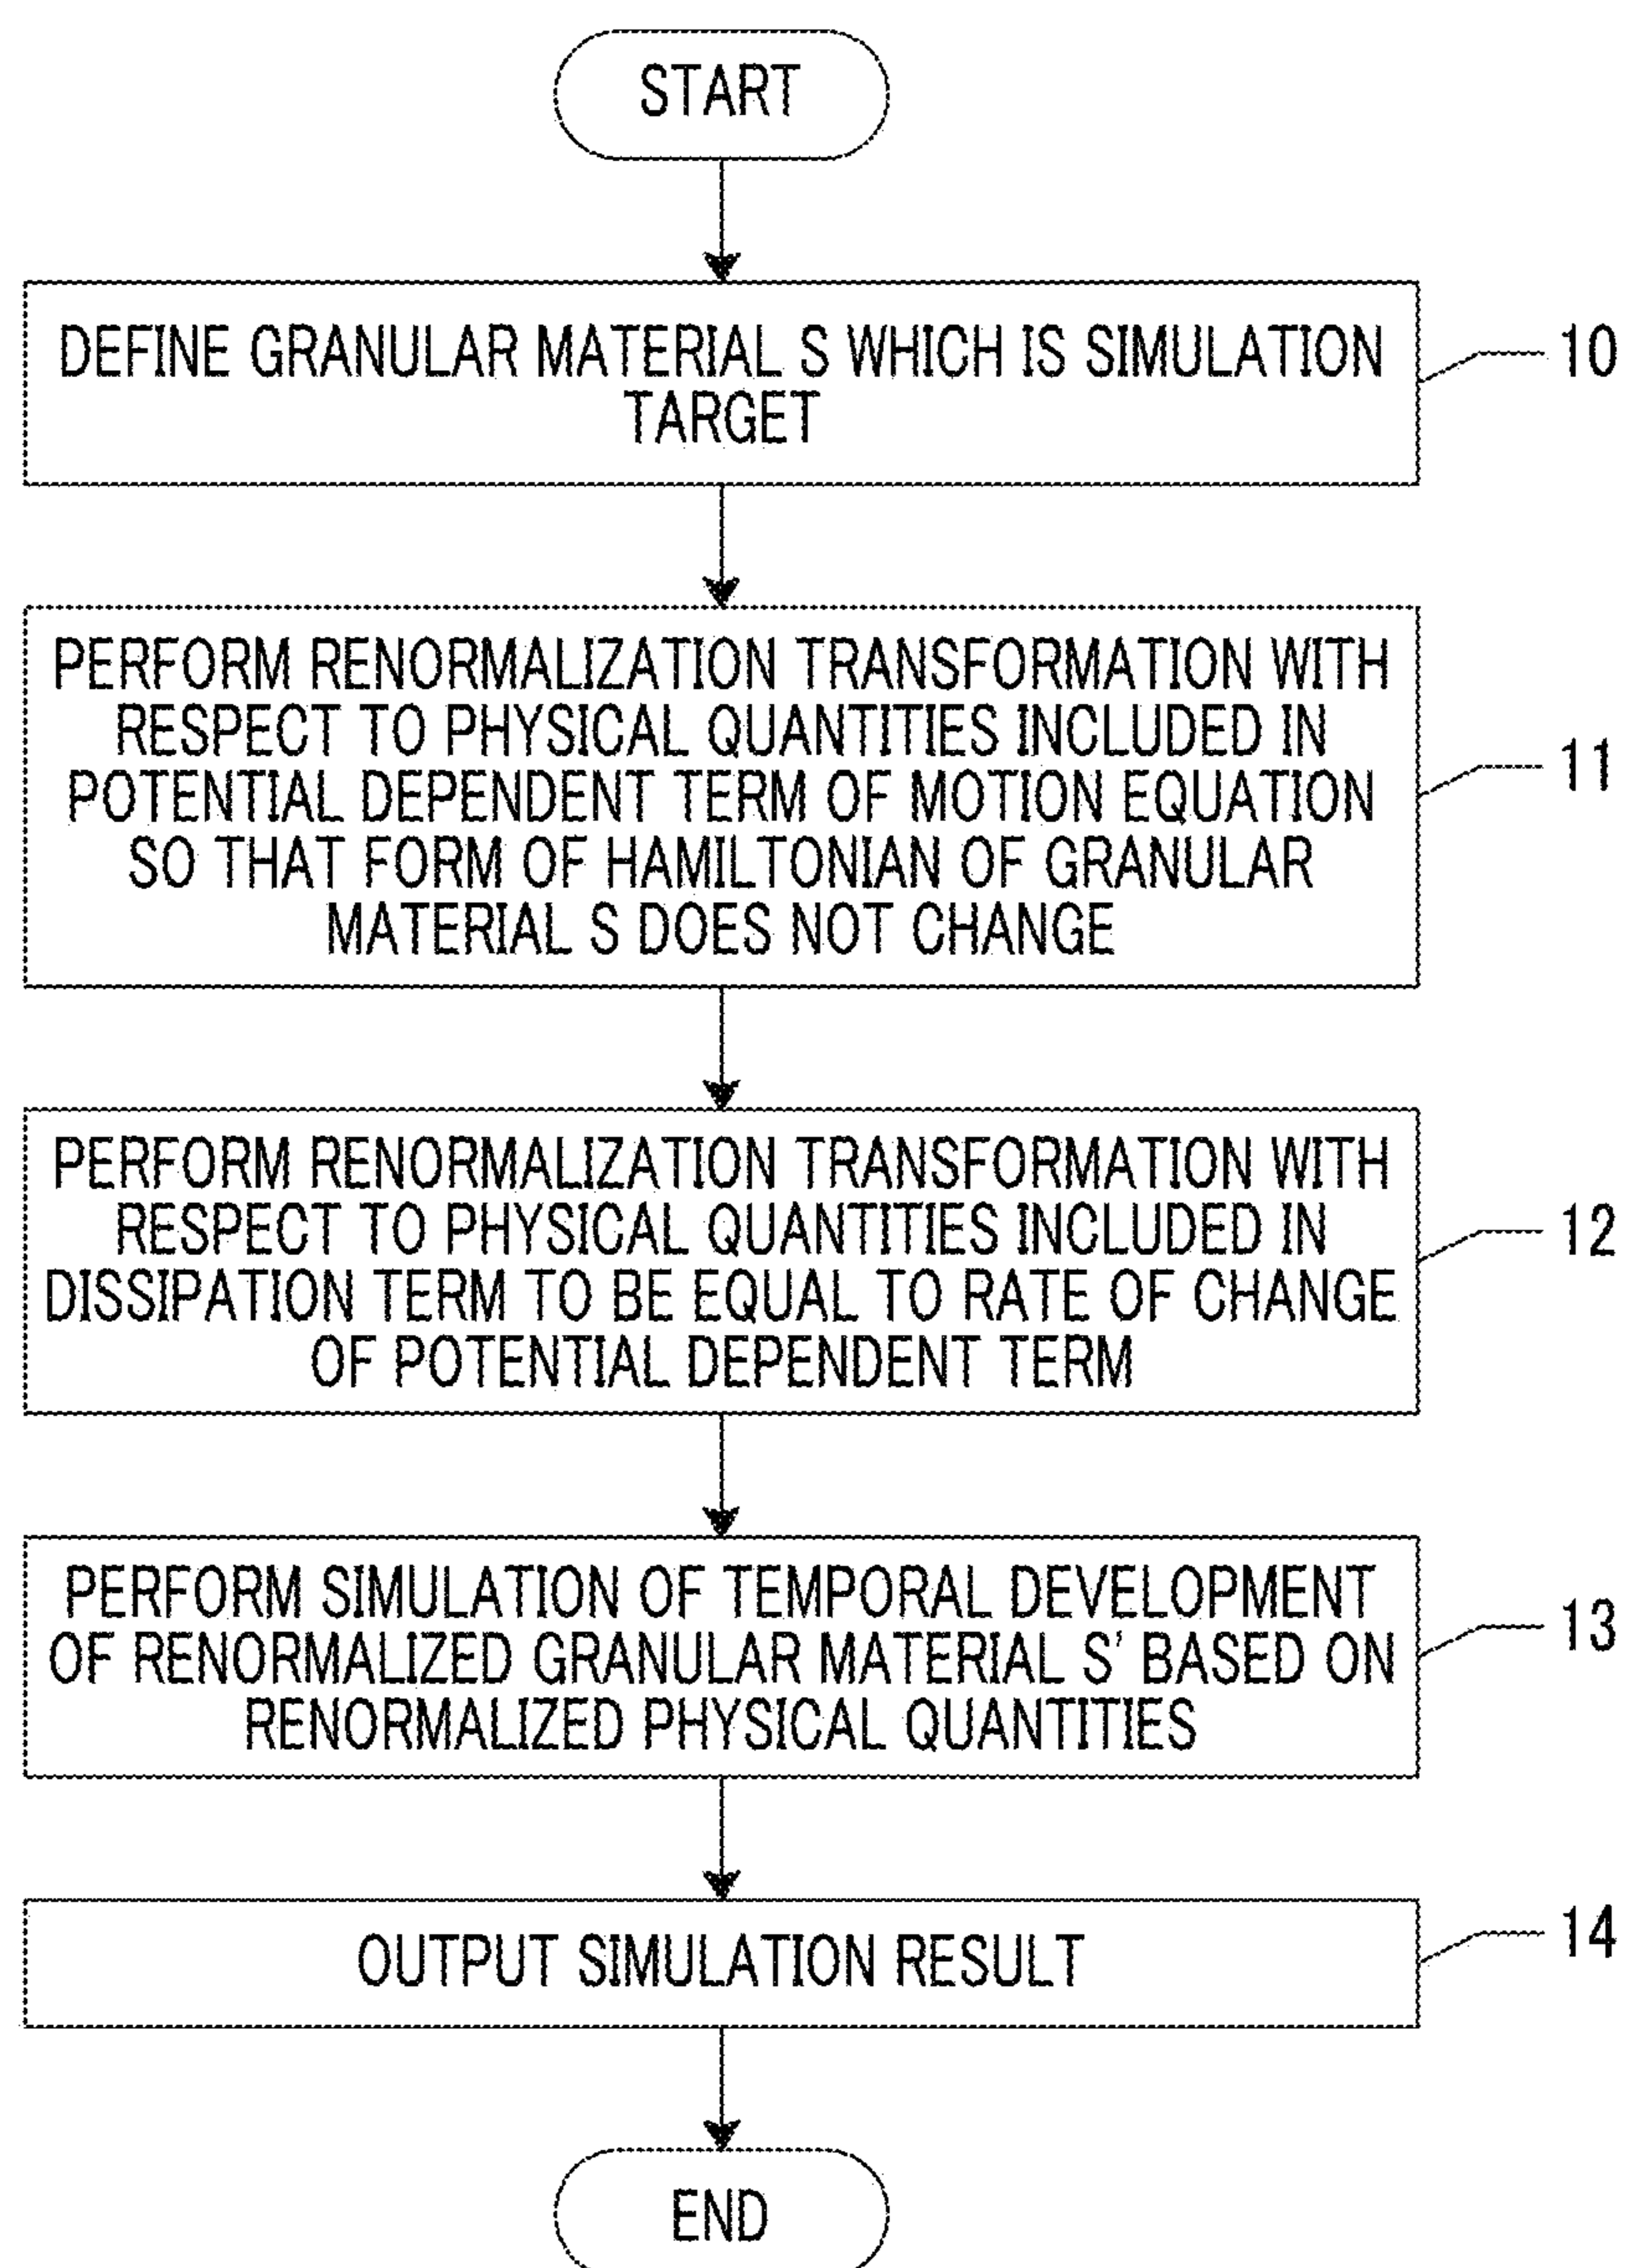 START
DEFINE GRANULAR MATERIAL S WHICH IS SIMULATION
TARGET
10
PERFORM RENORMALIZATION TRANSFORMATION WITH
RESPECT TO PHYSICAL QUANTITIES INCLUDED IN
POTENTIAL DEPENDENT TERM OF MOTION EQUATION
SO THAT FORM OF HAMILTONIAN OF GRANULAR
MATERIAL S DOES NOT CHANGE
11
PERFORM RENORMALIZATION TRANSFORMATION WITH
RESPECT TO PHYSICAL QUANTITIES INCLUDED IN
DISSIPATION TERM TO BE EQUAL TO RATE OF CHANGE
OF POTENTIAL DEPENDENT TERM
12
PERFORM SIMULATION OF TEMPORAL DEVELOPMENT
OF RENORMALIZED GRANULAR MATERIAL S' BASED ON
RENORMALIZED PHYSICAL QUANTITIES
13
OUTPUT SIMULATION RESULT
14
END